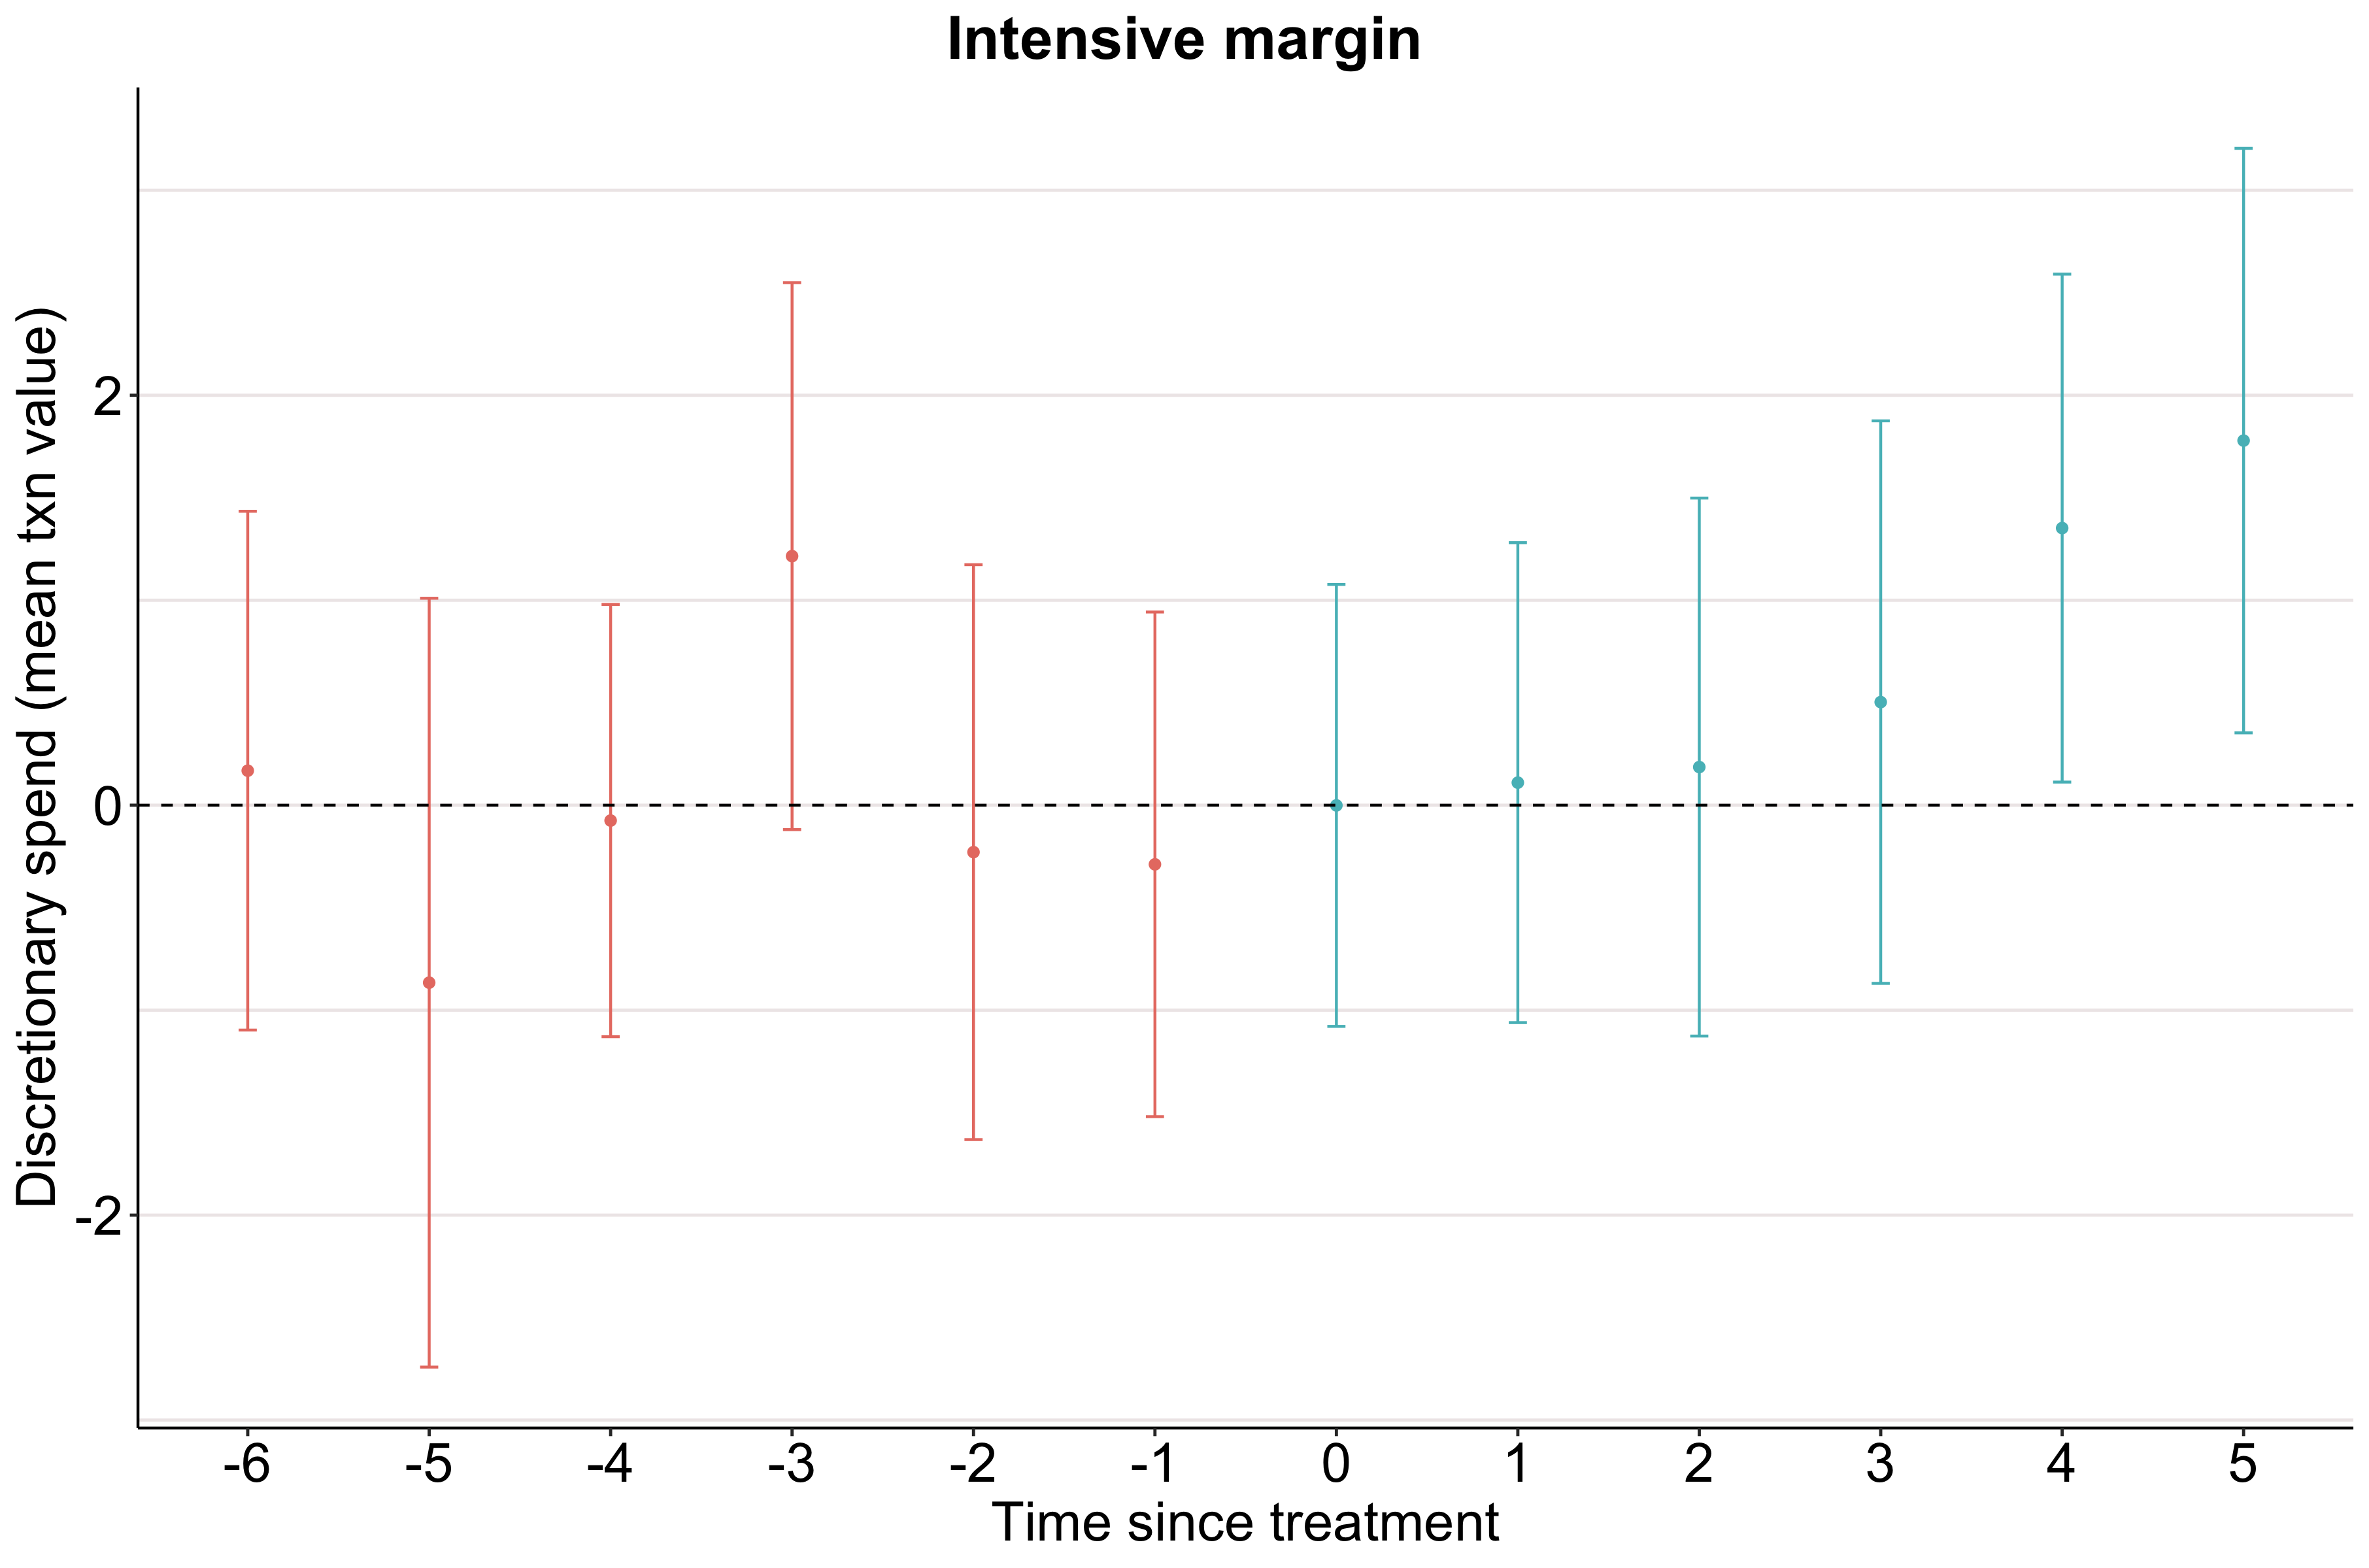 Intensive margin
Discretionary spend (mean txn value)
2
0
-2
-6 -5 -4 -3 -2 -1 0 1 2 3 4 5
Time since treatment